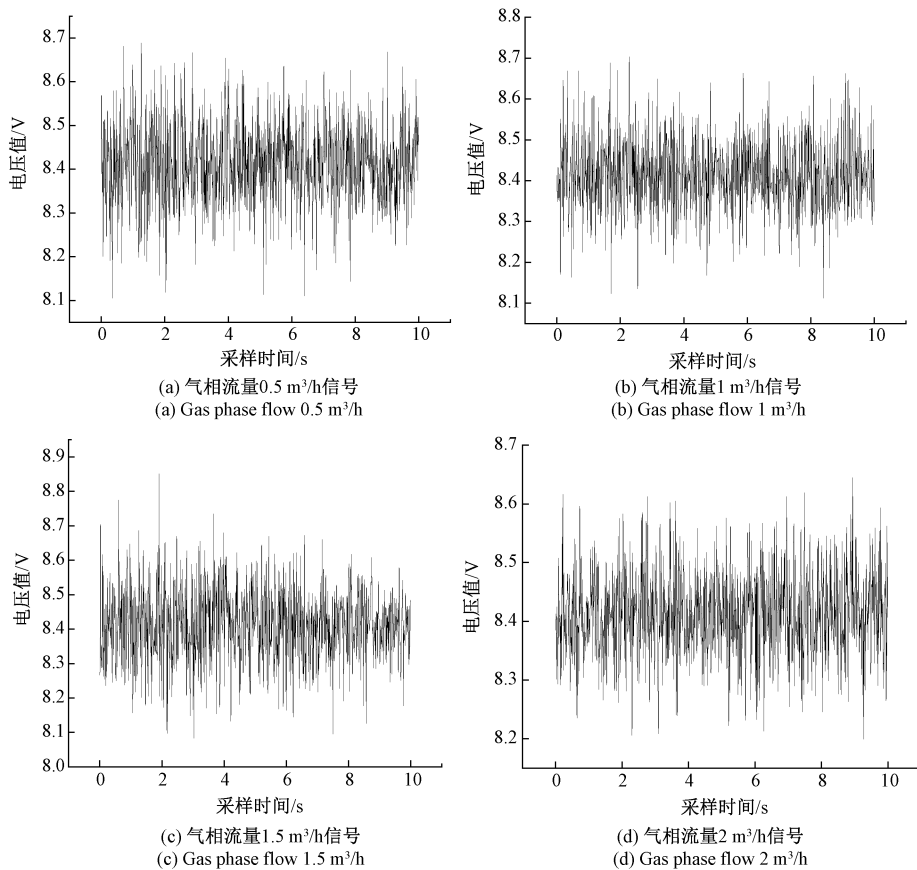 8.7
8.6
8.5
8.4
8.3
8.2
8.1
电压值/V
0 2 4 6 8 10
采样时间/s
(a) 气相流量0.5 m³/h信号
(a) Gas phase flow 0.5 m³/h
8.8
8.7
8.6
8.5
8.4
8.3
8.2
8.1
电压值/V
0 2 4 6 8 10
采样时间/s
(b) 气相流量1 m³/h信号
(b) Gas phase flow 1 m³/h
8.9
8.8
8.7
8.6
8.5
8.4
8.3
8.2
8.1
8.0
电压值/V
0 2 4 6 8 10
采样时间/s
(c) 气相流量1.5 m³/h信号
(c) Gas phase flow 1.5 m³/h
8.7
8.6
8.5
8.4
8.3
8.2
电压值/V
0 2 4 6 8 10
采样时间/s
(d) 气相流量2 m³/h信号
(d) Gas phase flow 2 m³/h